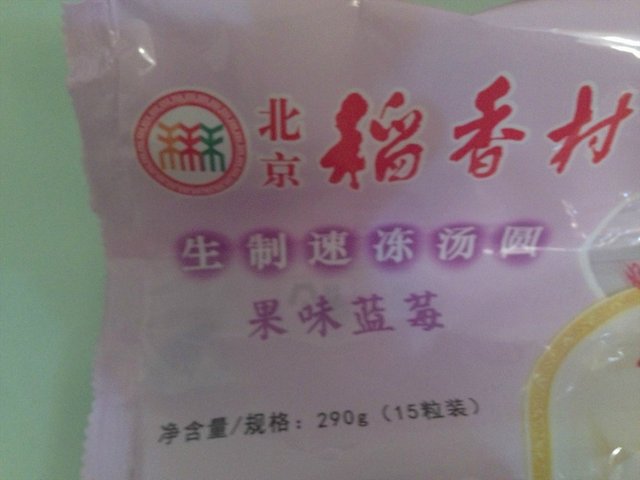 北京 稻香村
生制速冻汤圆
果味蓝莓
净含量/规格：290g（15粒装）